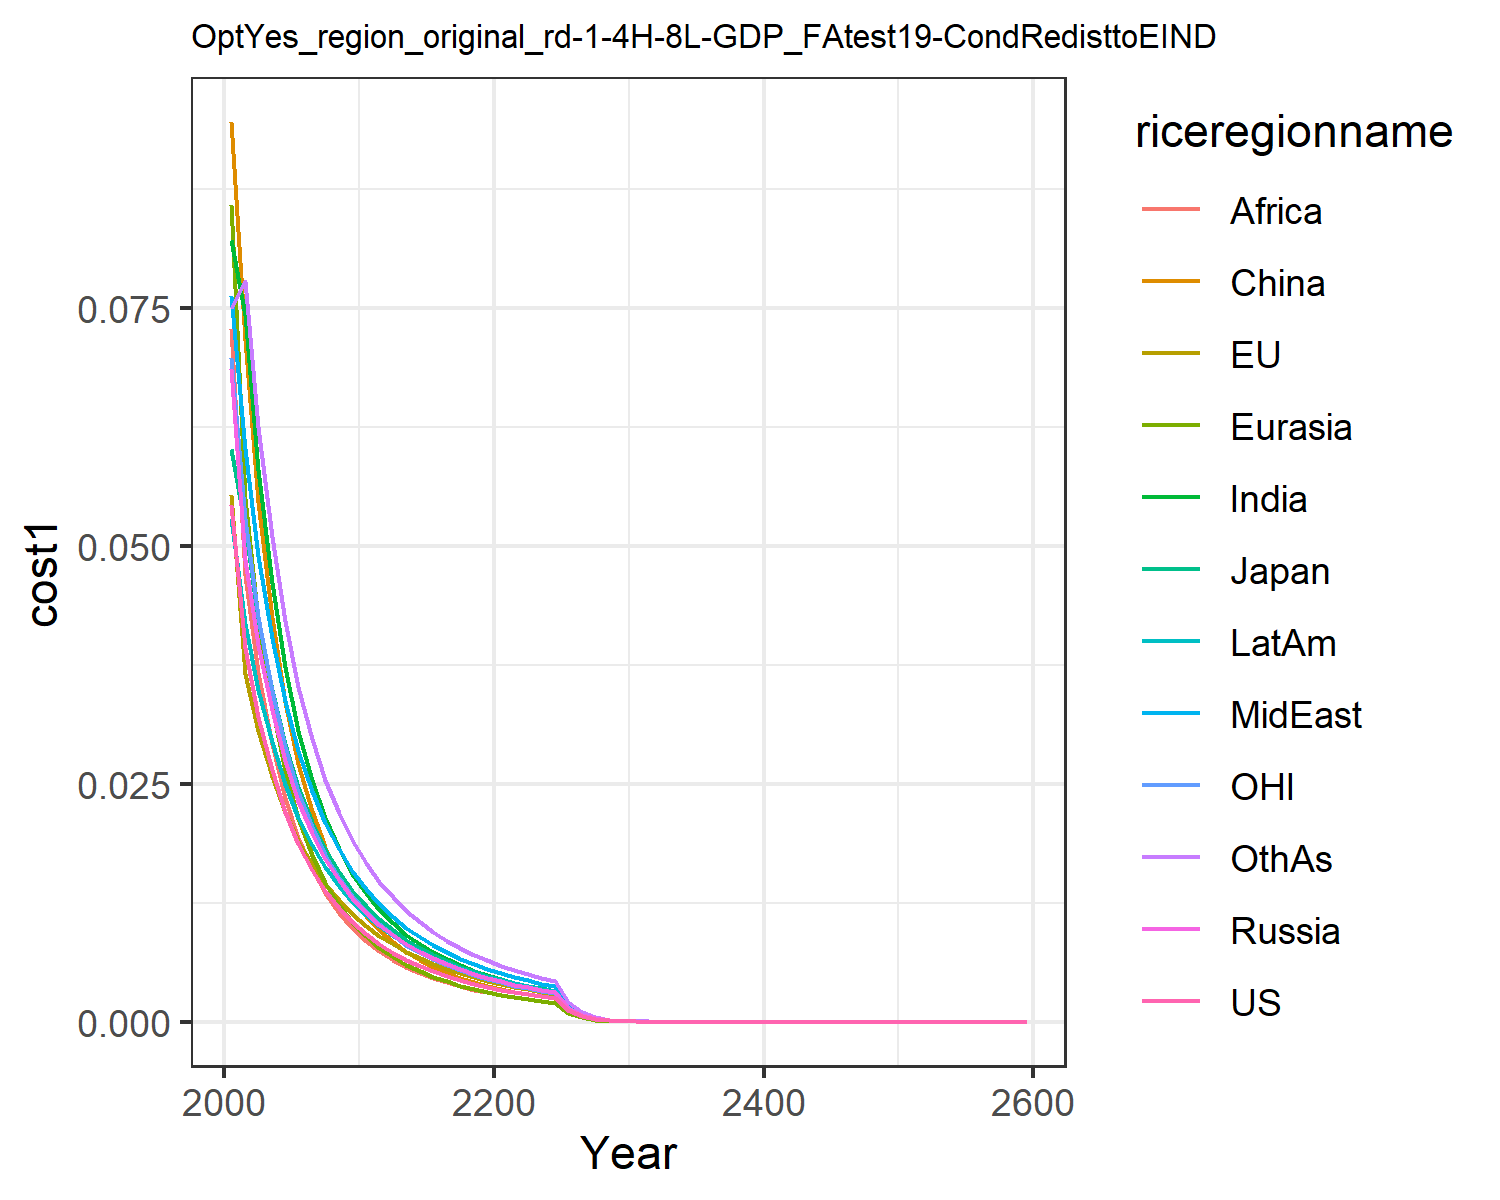 OptYes_region_original_rd-1-4H-8L-GDP_FAtest19-CondRedisttoEIND
riceregionname
Africa
China
EU
Eurasia
India
Japan
LatAm
MidEast
OHI
OthAs
Russia
US
cost1
0.075
0.050
0.025
0.000
2000 2200 2400 2600
Year